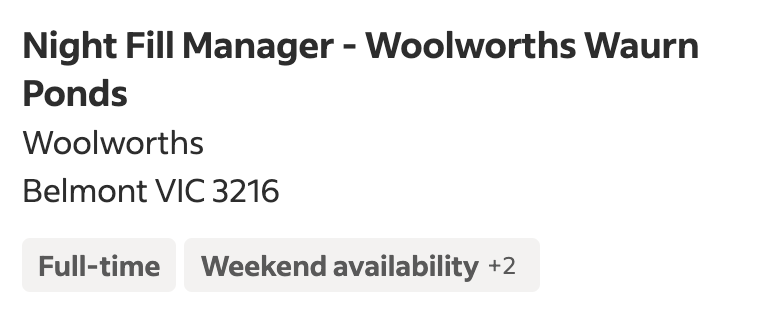 Night Fill Manager - Woolworths Waurn
Ponds
Woolworths
Belmont VIC 3216
Full-time Weekend availability +2